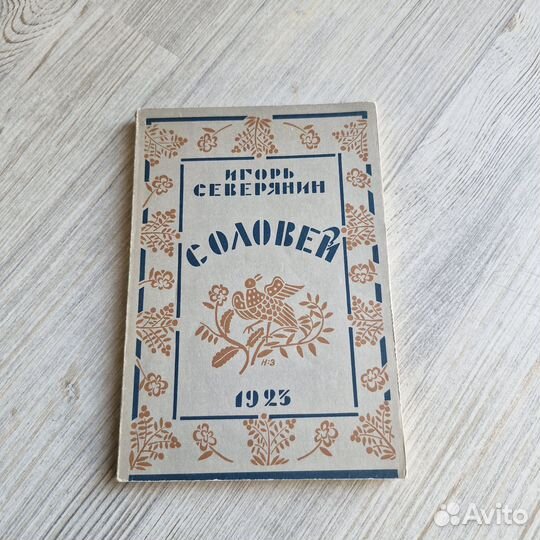 ИГОРЬ
СЕВЕРЯНИН
СОЛОВЕЙ
Н:З
1923
Avito